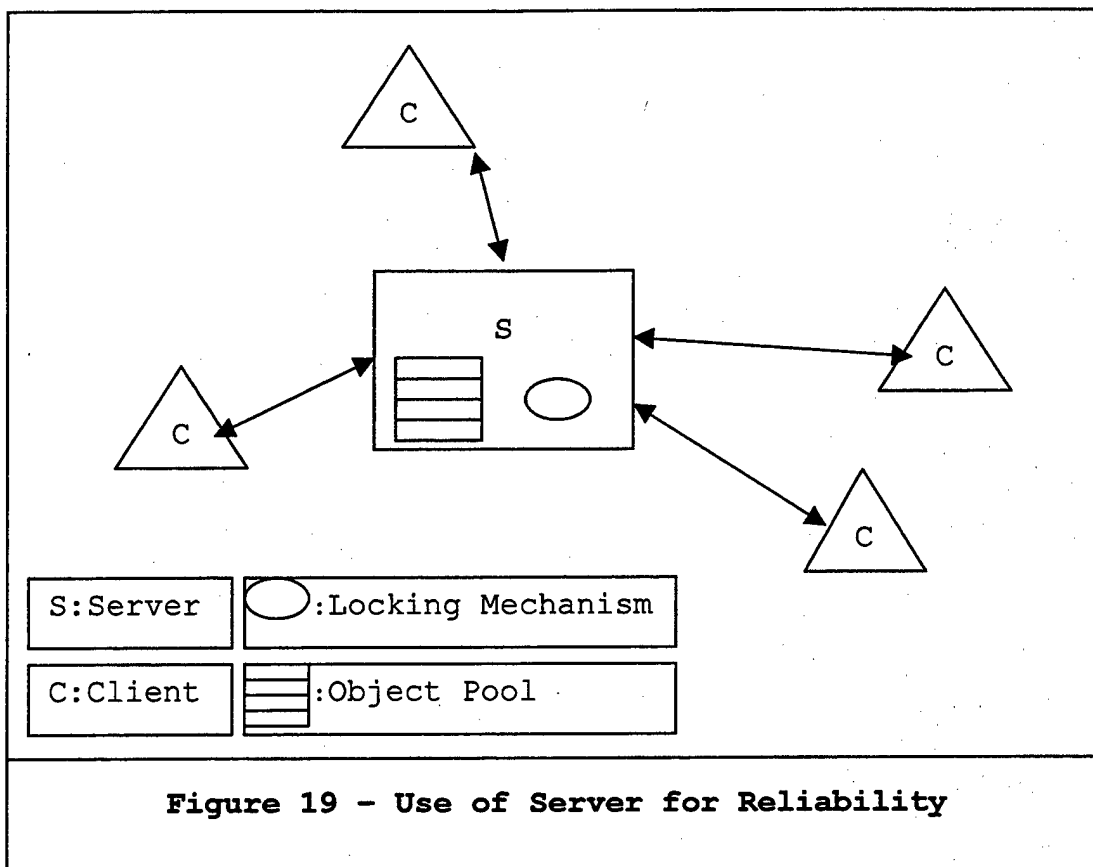 C
S
C
C
C
S:Server
:Locking Mechanism
C:Client
:Object Pool
Figure 19 - Use of Server for Reliability